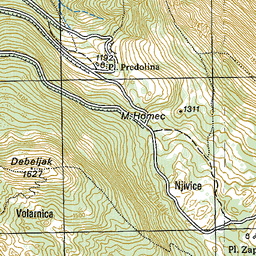 1192
Pl. Predolina
M. Homec
1311
Debeljak
1627
Njivice
Volarnica
Pl. Zap